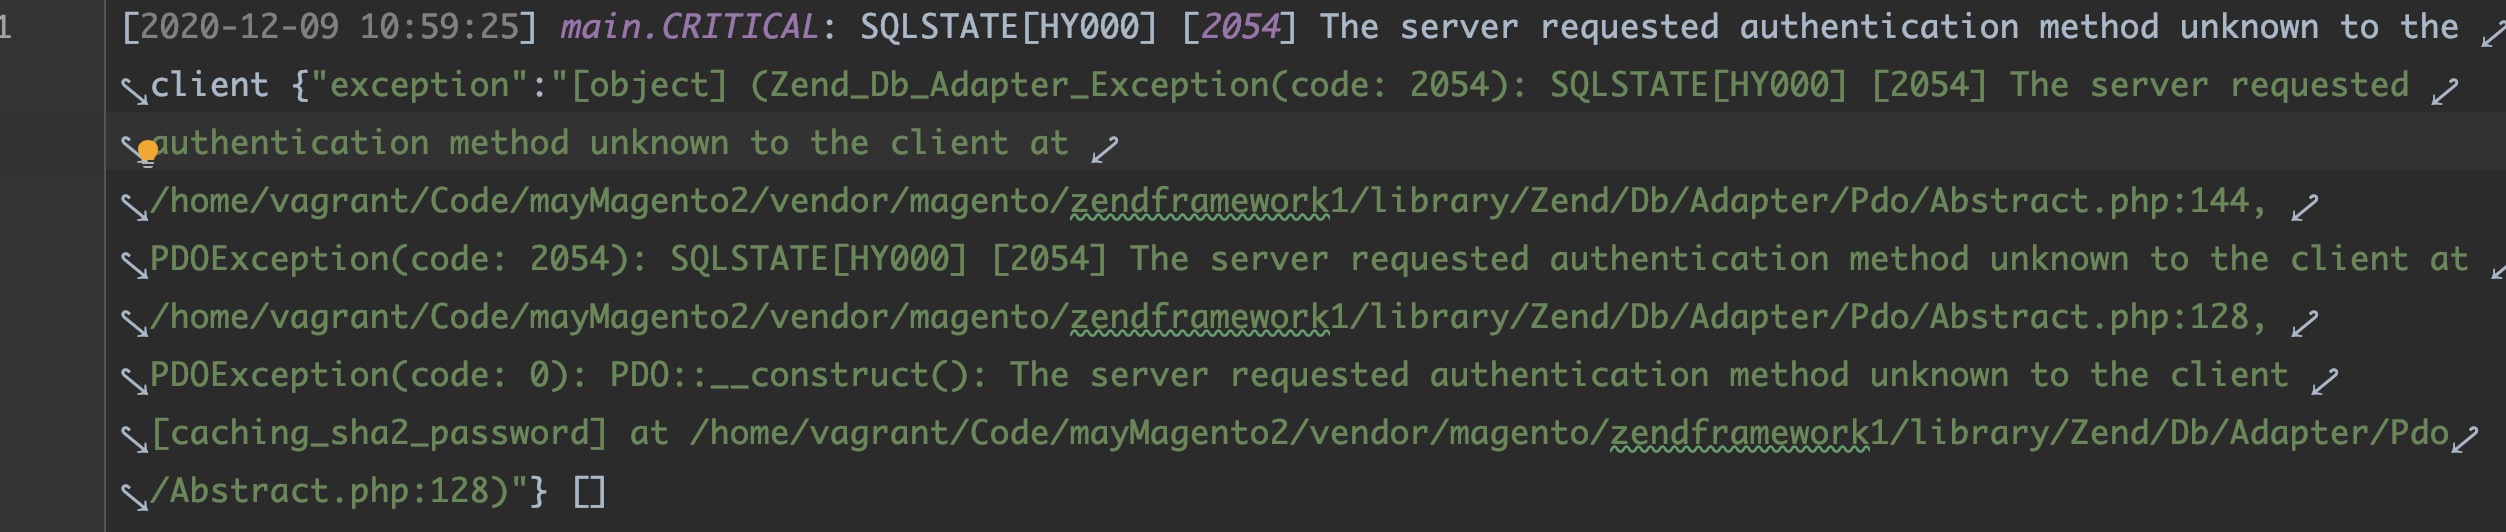 1 [2020-12-09 10:59:25] main.CRITICAL: SQLSTATE[HY000] [2054] The server requested authentication method unknown to the
client {"exception":"[object] (Zend_Db_Adapter_Exception(code: 2054): SQLSTATE[HY000] [2054] The server requested
authentication method unknown to the client at
/home/vagrant/Code/mayMagento2/vendor/magento/zendframework1/library/Zend/Db/Adapter/Pdo/Abstract.php:144,
PDOException(code: 2054): SQLSTATE[HY000] [2054] The server requested authentication method unknown to the client at
/home/vagrant/Code/mayMagento2/vendor/magento/zendframework1/library/Zend/Db/Adapter/Pdo/Abstract.php:128,
PDOException(code: 0): PDO::__construct(): The server requested authentication method unknown to the client
[caching_sha2_password] at /home/vagrant/Code/mayMagento2/vendor/magento/zendframework1/library/Zend/Db/Adapter/Pdo
/Abstract.php:128)"} []